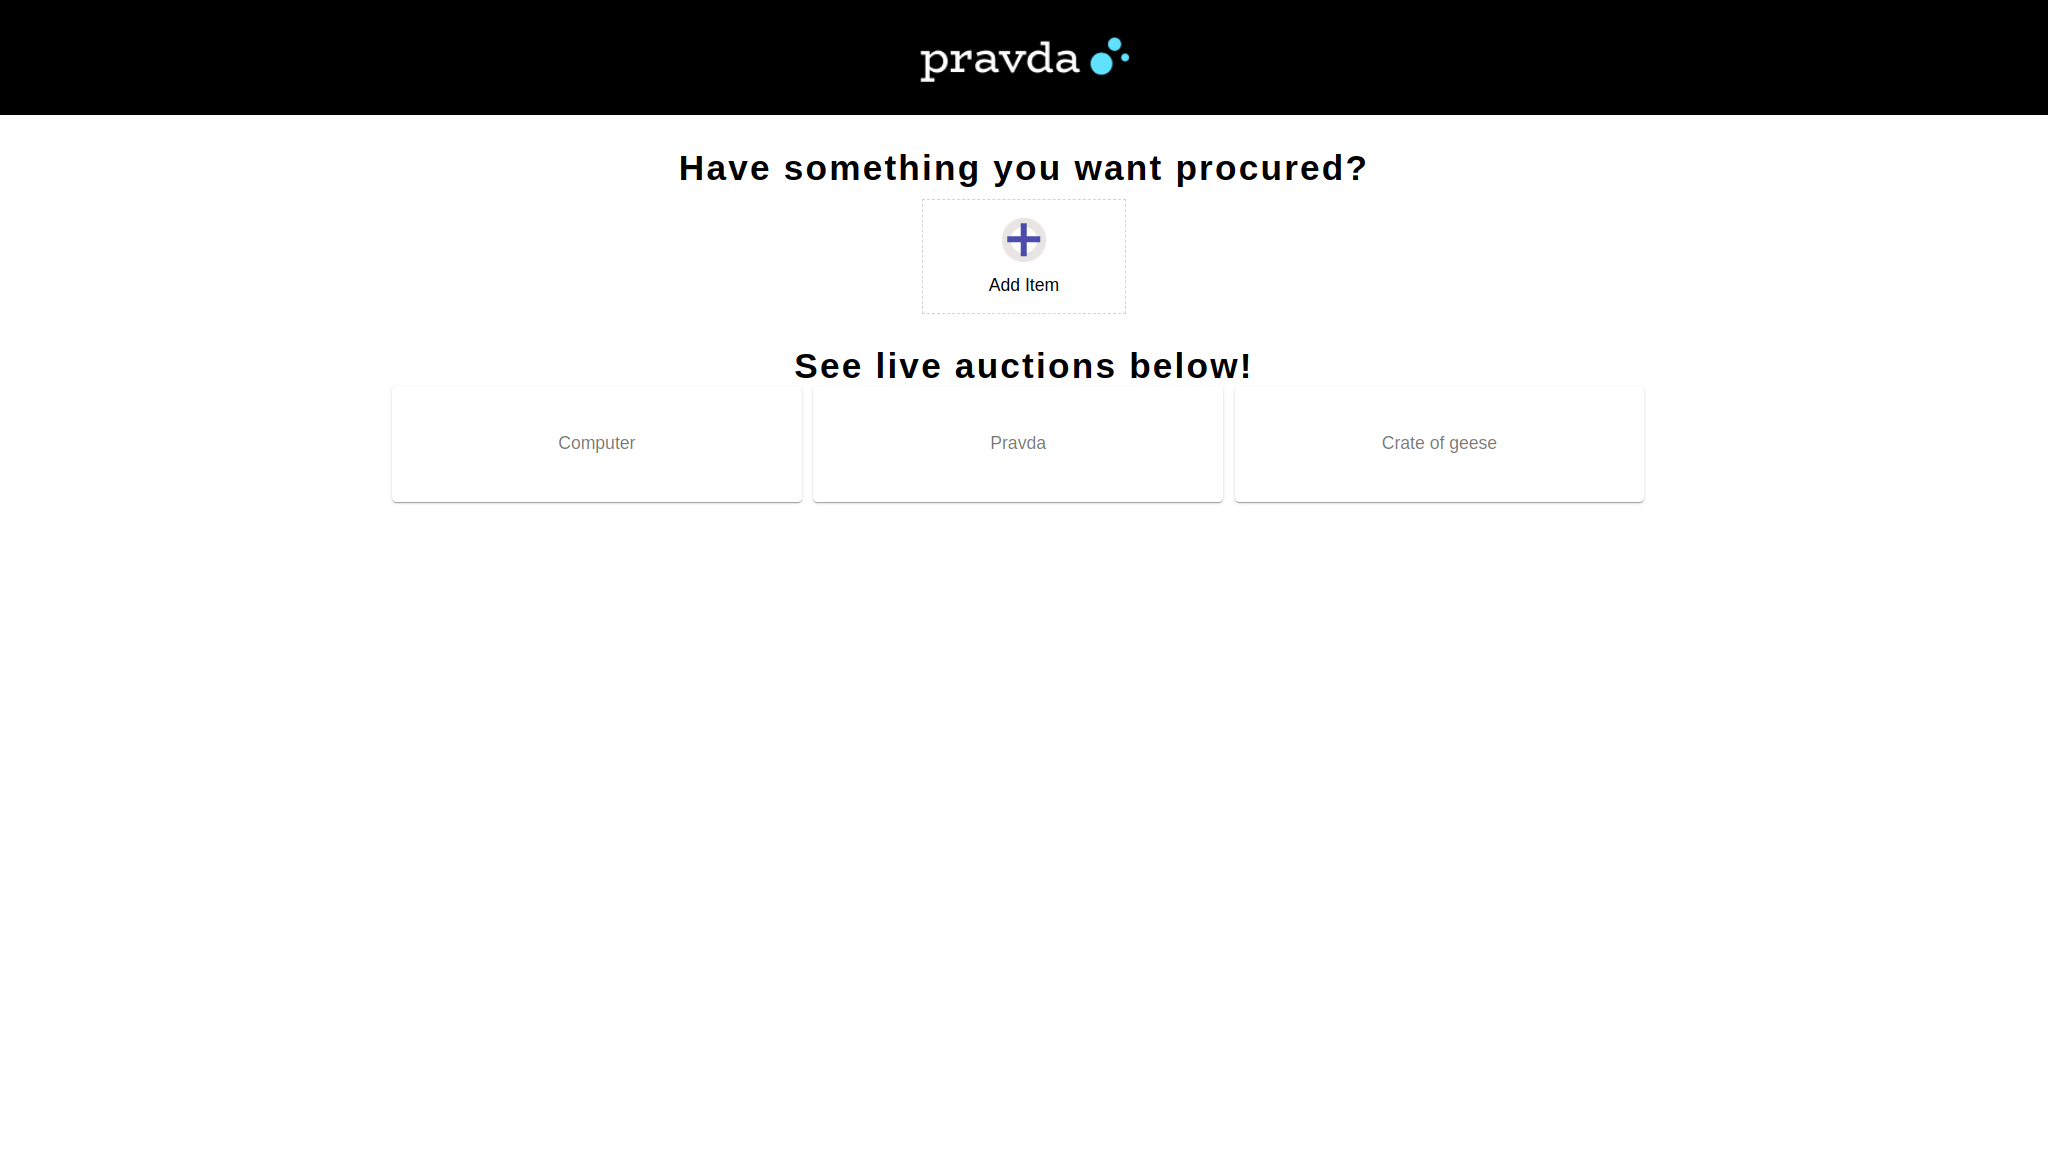 pravda
Have something you want procured?
Add Item
See live auctions below!
Computer
Pravda
Crate of geese